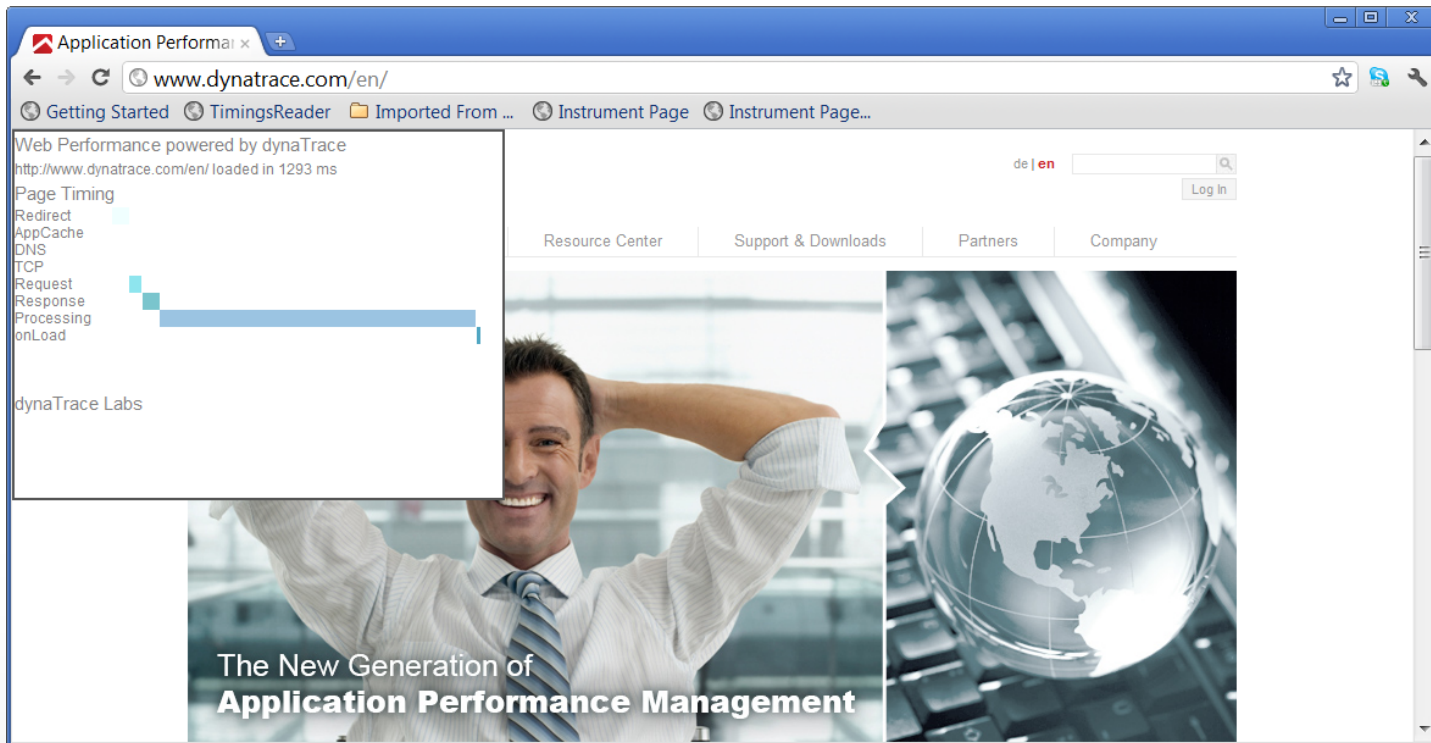 Application Performa
www.dynatrace.com/en/
Getting Started
TimingsReader
Imported From ...
Instrument Page
Instrument Page...
Web Performance powered by dynaTrace
http://www.dynatrace.com/en/ loaded in 1293 ms
Page Timing
Redirect
AppCache
DNS
TCP
Request
Response
Processing
onLoad
dynaTrace Labs
de | en
Log In
Resource Center
Support & Downloads
Partners
Company
The New Generation of
Application Performance Management